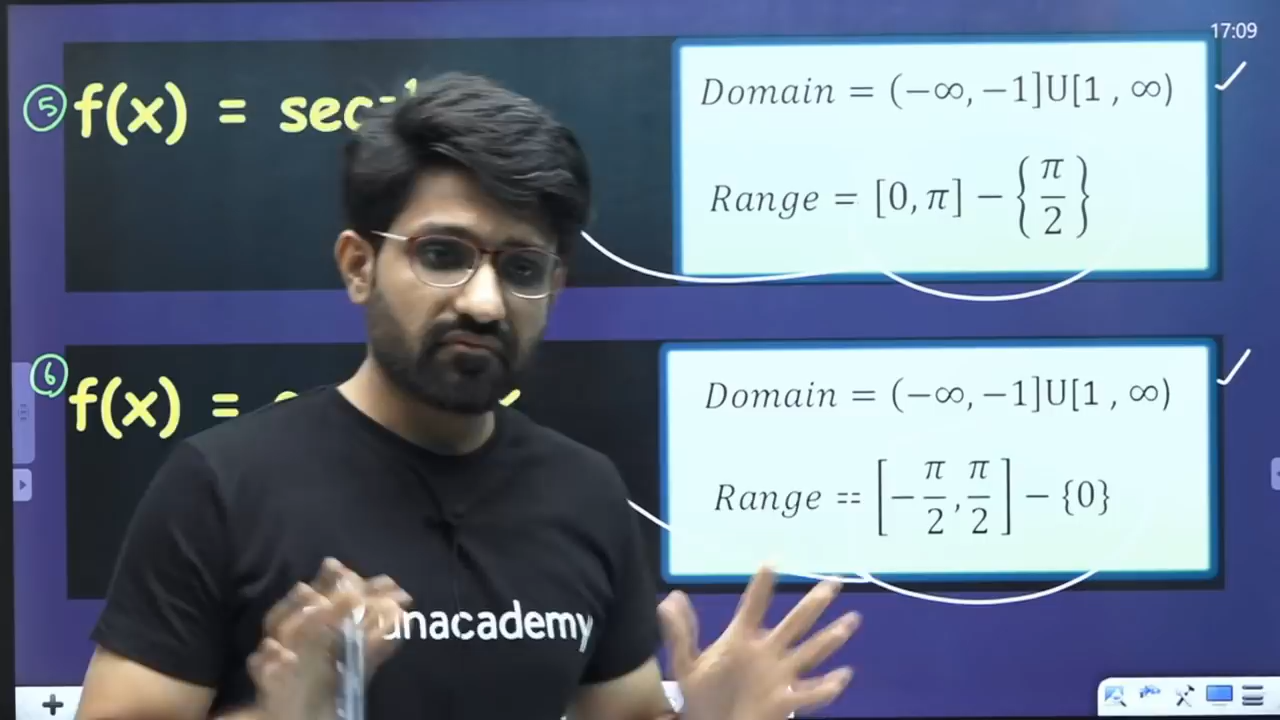 17:09
⑤ f(x) = sec⁻¹
Domain = (−∞, −1]U[1 , ∞)
Range = [0, π] − {π/2}
⑥ f(x) =
Domain = (−∞, −1]U[1 , ∞)
Range == [−π/2, π/2] − {0}
unacademy